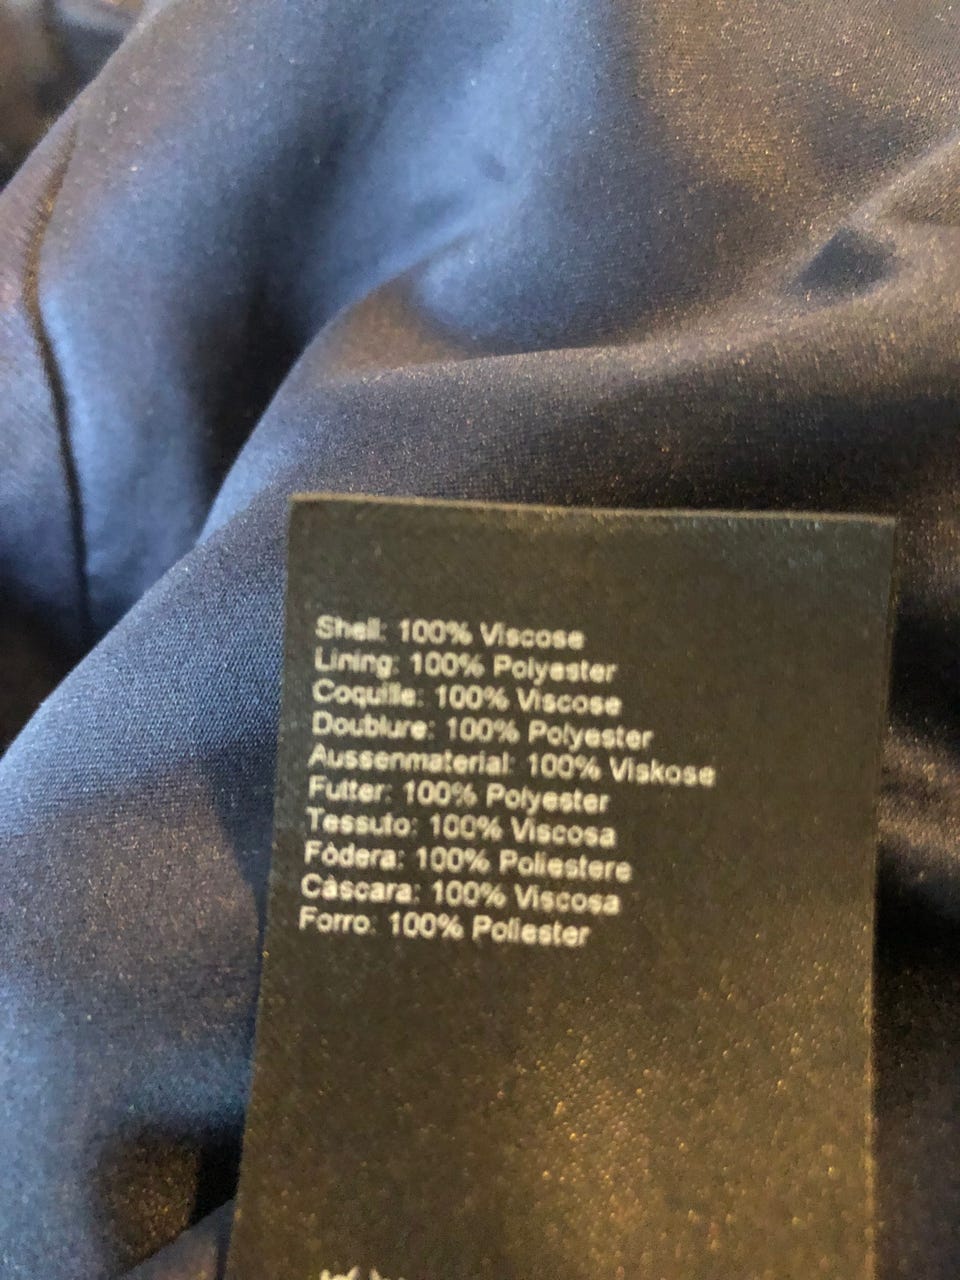 Shell: 100% Viscose
Lining: 100% Polyester
Coquille: 100% Viscose
Doublure: 100% Polyester
Aussenmaterial: 100% Viskose
Futter: 100% Polyester
Tessuto: 100% Viscosa
Fòdera: 100% Poliestere
Càscara: 100% Viscosa
Forro: 100% Poliester